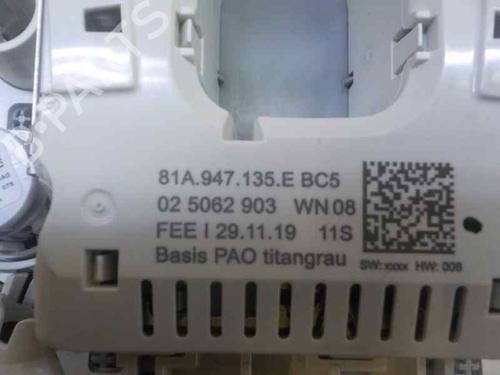 81A.947.135.E BC5
02 5062 903 WN 08
FEE I 29.11.19 11S
Basis PAO titangrau
SW:xxxx HW: 008